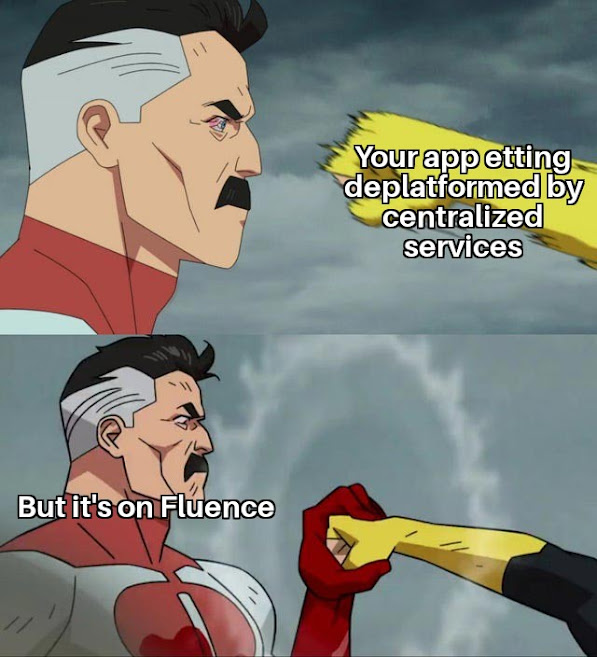 Your app etting
deplatformed by
centralized
services
But it's on Fluence